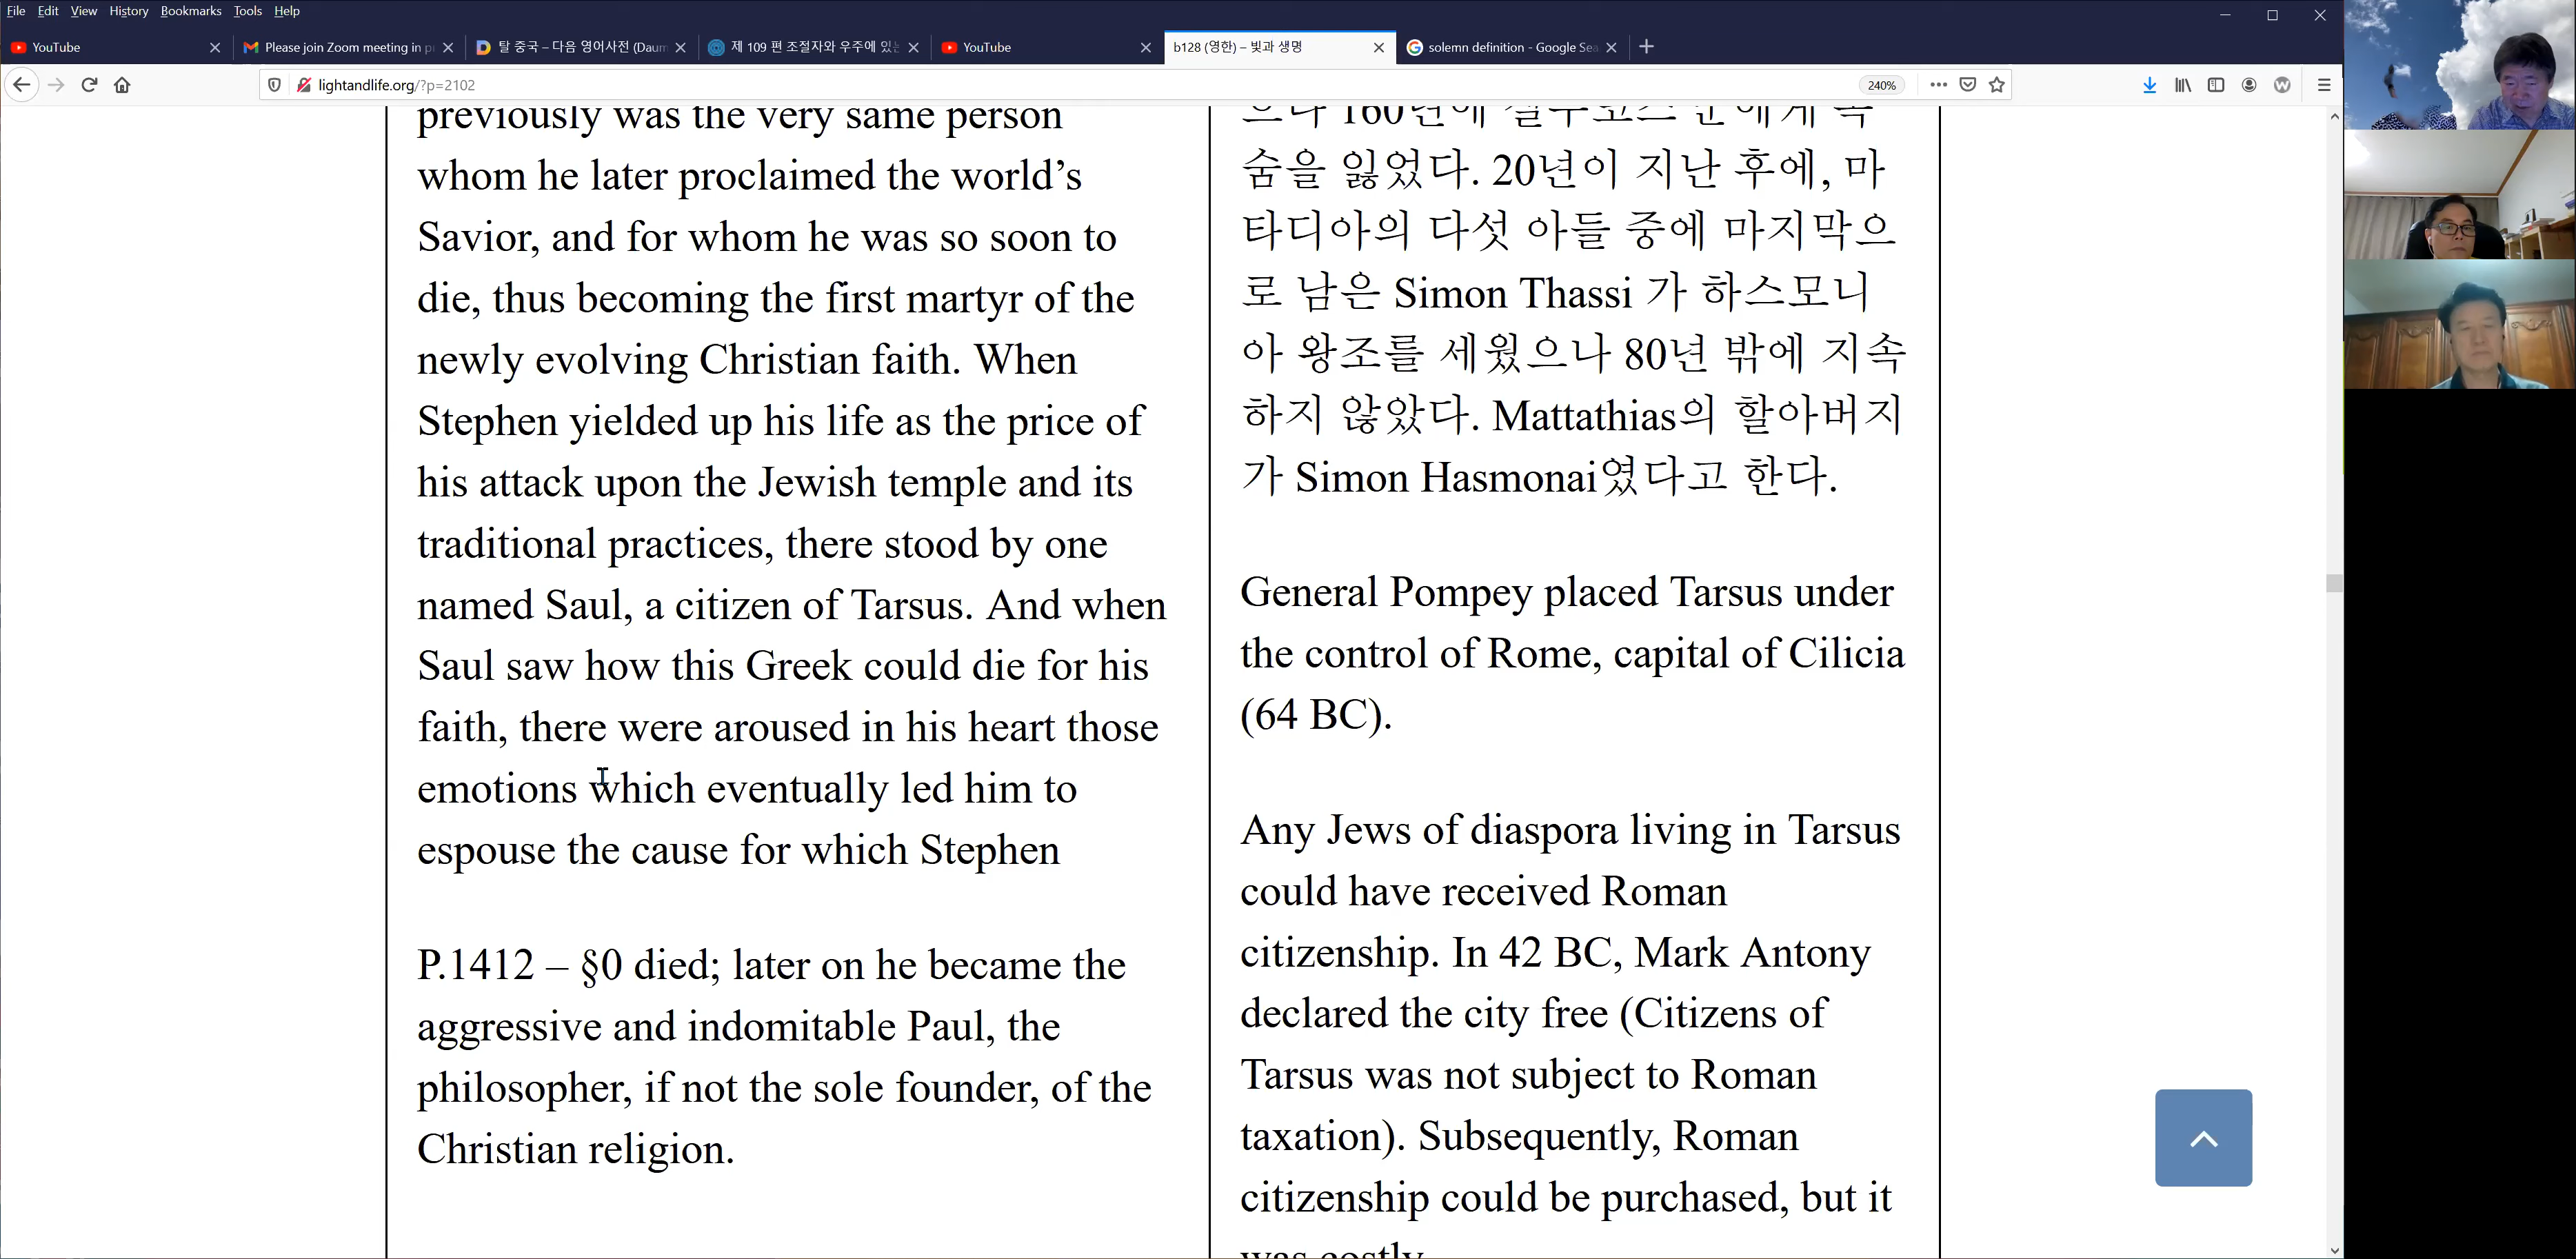 File Edit View History Bookmarks Tools Help
YouTube
Please join Zoom meeting in p
탈 중국 – 다음 영어사전 (Daum
제 109 편 조절자와 우주에 있는
YouTube
b128 (영한) – 빛과 생명
solemn definition - Google Sea
lightandlife.org/?p=2102
240%
previously was the very same person
whom he later proclaimed the world’s
Savior, and for whom he was so soon to
die, thus becoming the first martyr of the
newly evolving Christian faith. When
Stephen yielded up his life as the price of
his attack upon the Jewish temple and its
traditional practices, there stood by one
named Saul, a citizen of Tarsus. And when
Saul saw how this Greek could die for his
faith, there were aroused in his heart those
emotions which eventually led him to
espouse the cause for which Stephen
P.1412 – §0 died; later on he became the
aggressive and indomitable Paul, the
philosopher, if not the sole founder, of the
Christian religion.
160년에
숨을 잃었다. 20년이 지난 후에, 마
타디아의 다섯 아들 중에 마지막으
로 남은 Simon Thassi 가 하스모니
아 왕조를 세웠으나 80년 밖에 지속
하지 않았다. Mattathias의 할아버지
가 Simon Hasmonai였다고 한다.
General Pompey placed Tarsus under
the control of Rome, capital of Cilicia
(64 BC).
Any Jews of diaspora living in Tarsus
could have received Roman
citizenship. In 42 BC, Mark Antony
declared the city free (Citizens of
Tarsus was not subject to Roman
taxation). Subsequently, Roman
citizenship could be purchased, but it
was costly